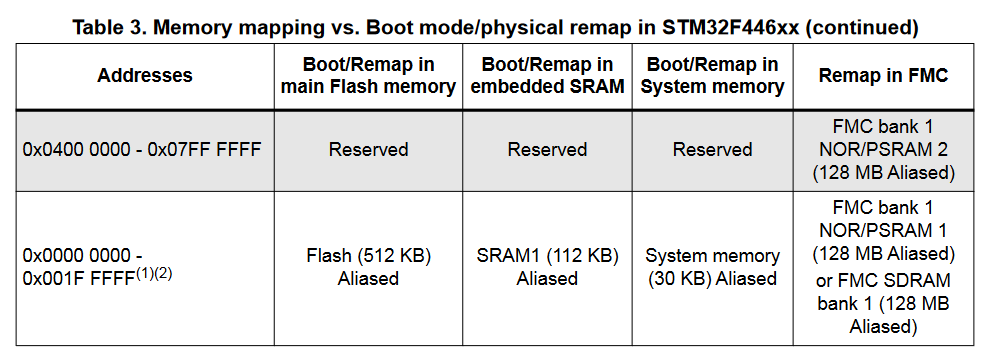 Table 3. Memory mapping vs. Boot mode/physical remap in STM32F446xx (continued)
Addresses
Boot/Remap in
main Flash memory
Boot/Remap in
embedded SRAM
Boot/Remap in
System memory
Remap in FMC
0x0400 0000 - 0x07FF FFFF
Reserved
Reserved
Reserved
FMC bank 1
NOR/PSRAM 2
(128 MB Aliased)
0x0000 0000 -
0x001F FFFF(1)(2)
Flash (512 KB)
Aliased
SRAM1 (112 KB)
Aliased
System memory
(30 KB) Aliased
FMC bank 1
NOR/PSRAM 1
(128 MB Aliased)
or FMC SDRAM
bank 1 (128 MB
Aliased)